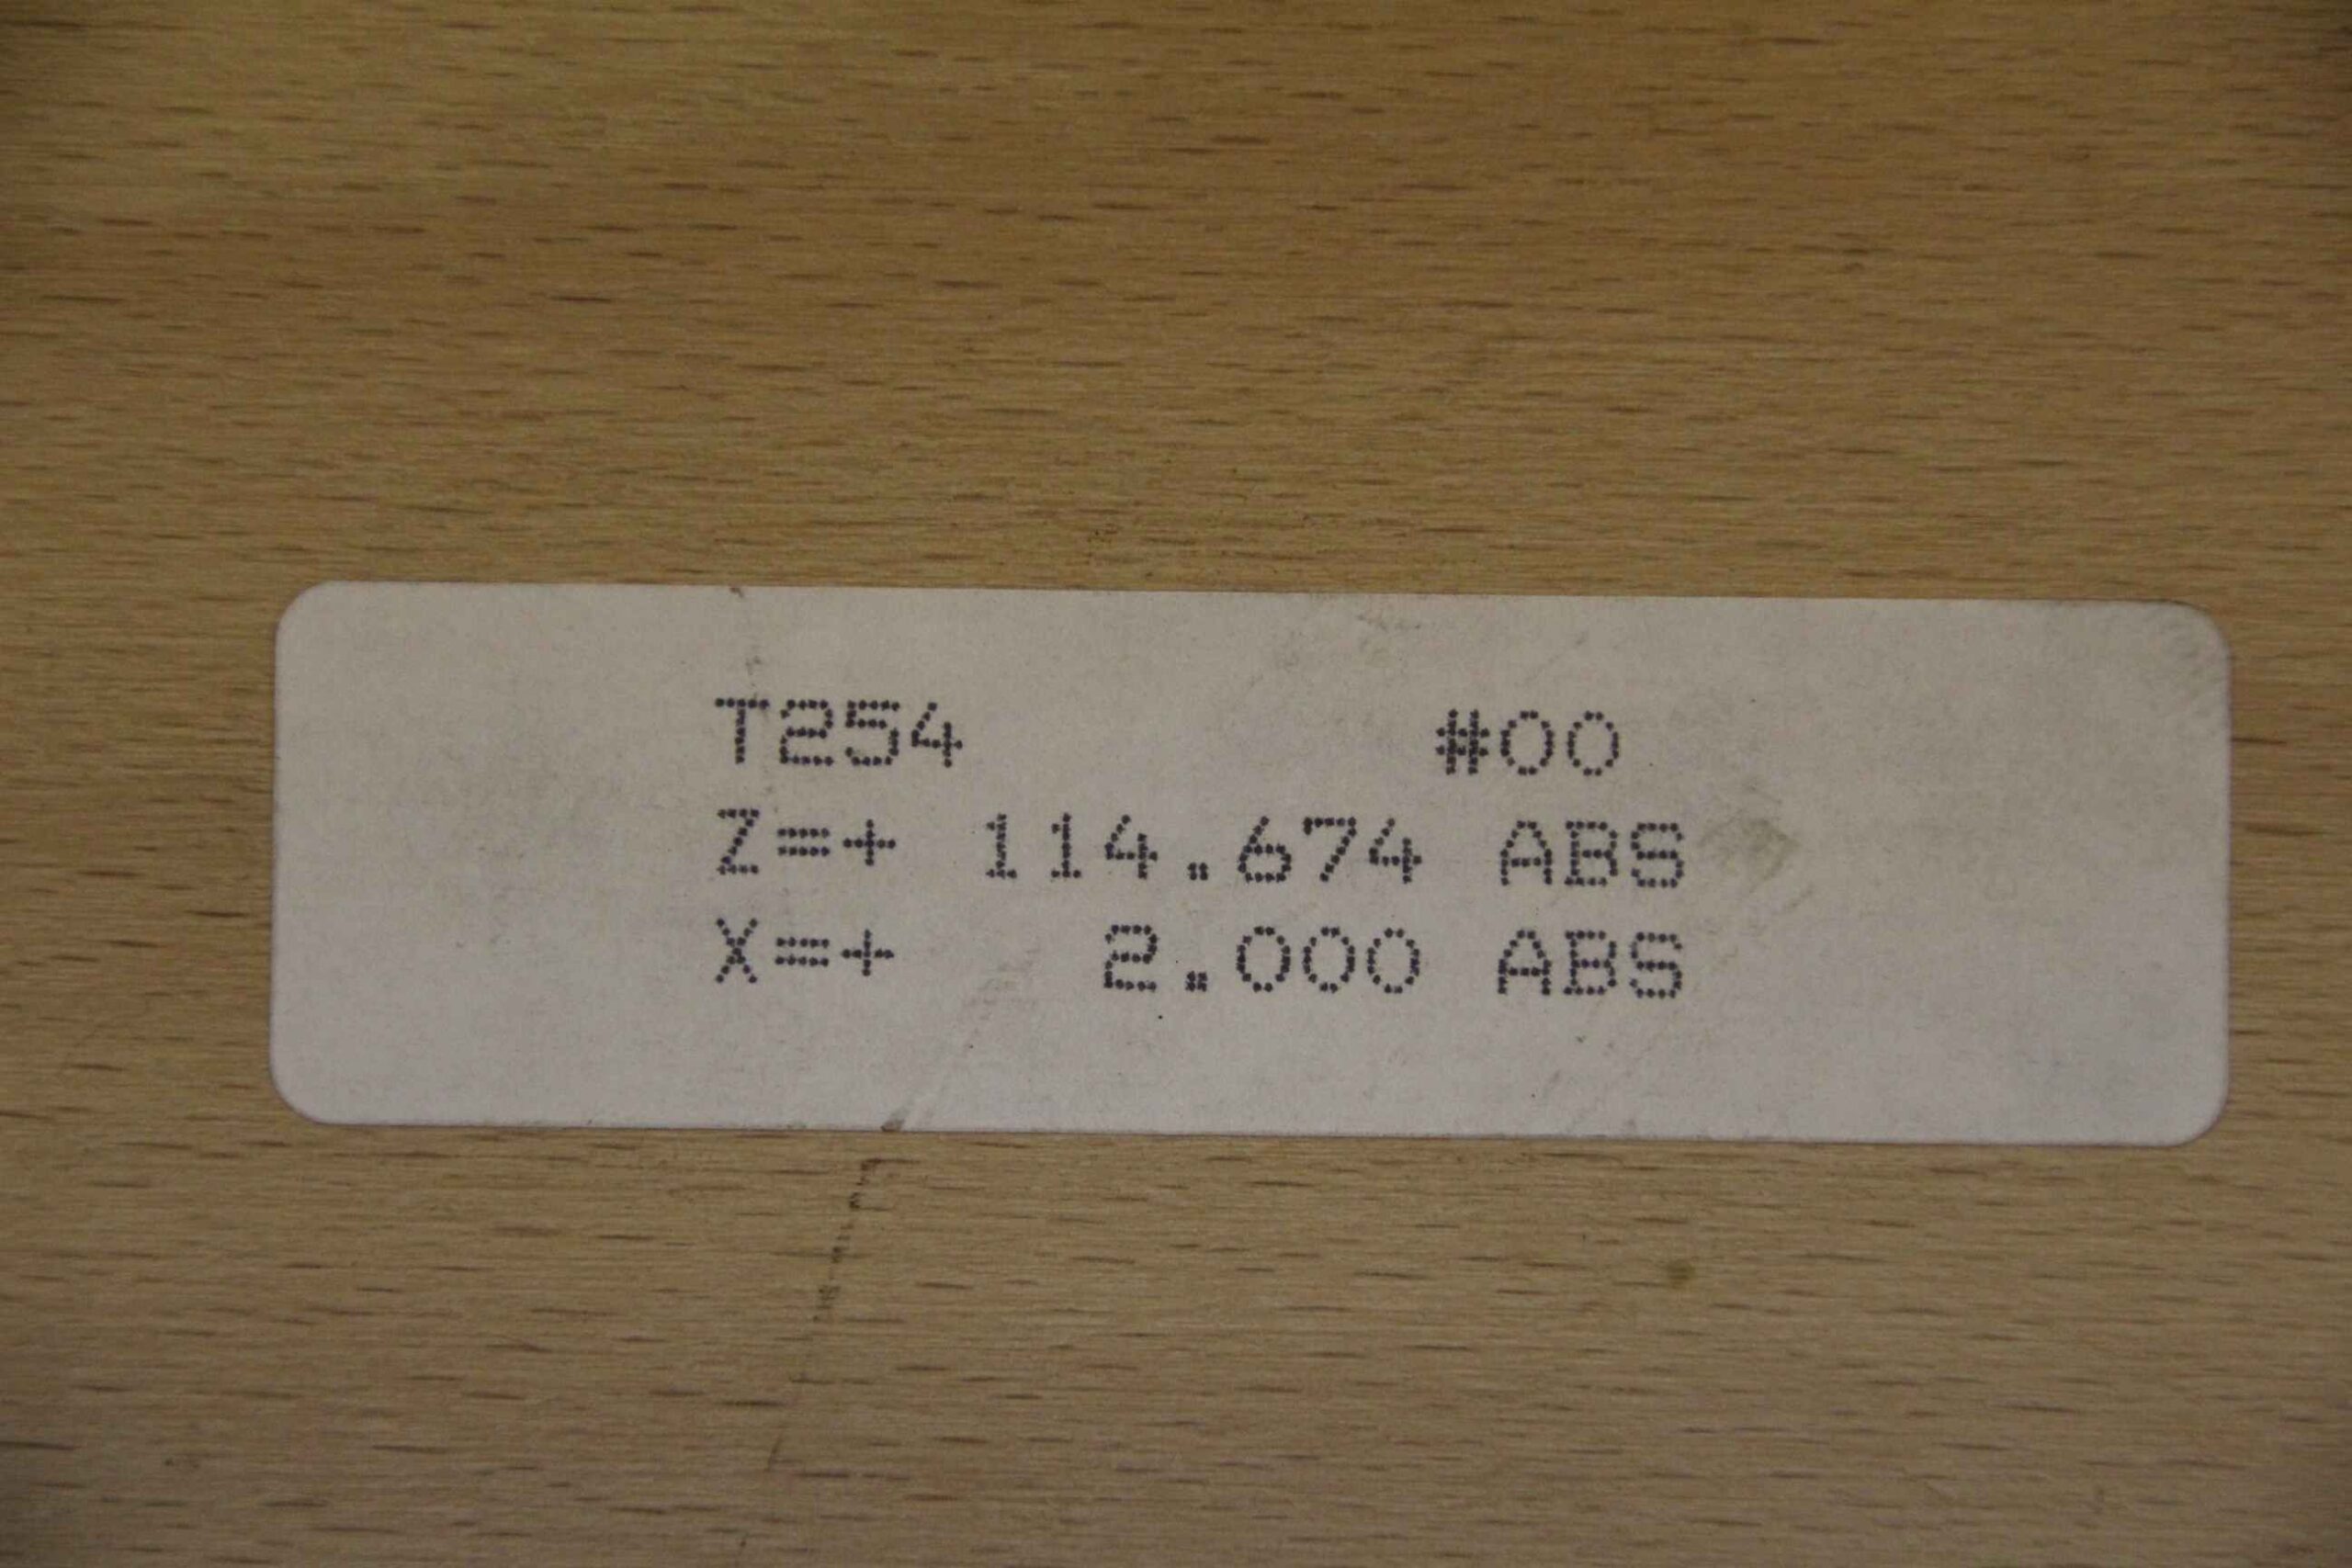 T254 #00
Z=+ 114.674 ABS
X=+ 2.000 ABS